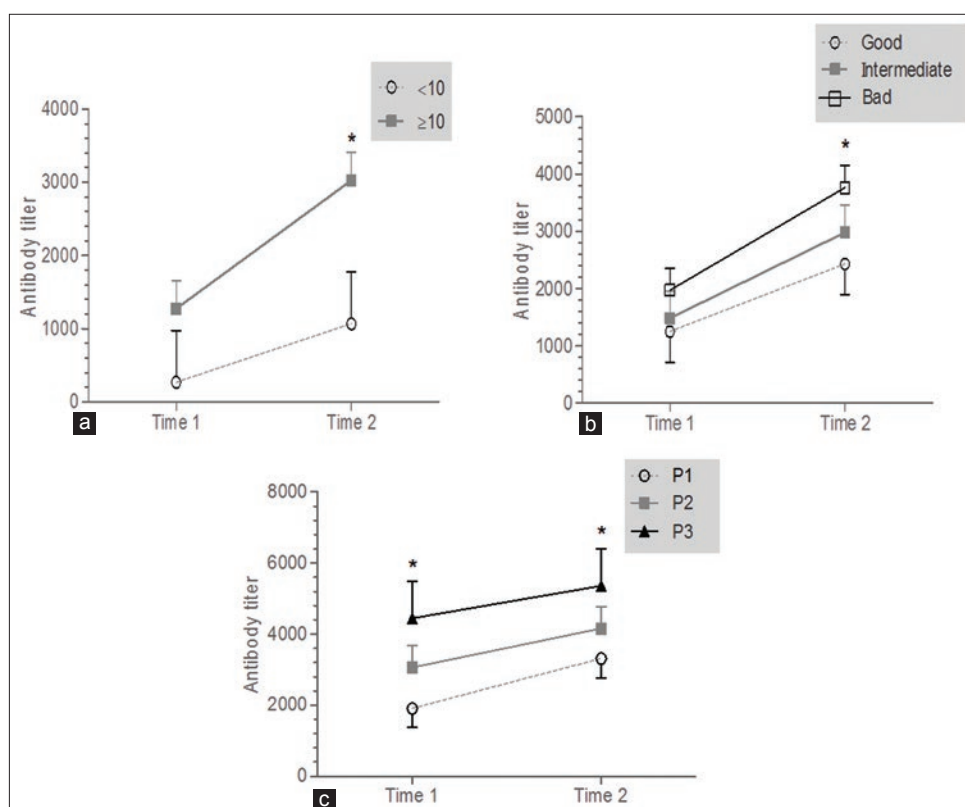 <10
≥10
4000
3000
2000
1000
0
Antibody titer
*
Time 1
Time 2
a
Good
Intermediate
Bad
5000
4000
3000
2000
1000
0
Antibody titer
*
Time 1
Time 2
b
P1
P2
P3
8000
6000
4000
2000
0
Antibody titer
*
*
Time 1
Time 2
c